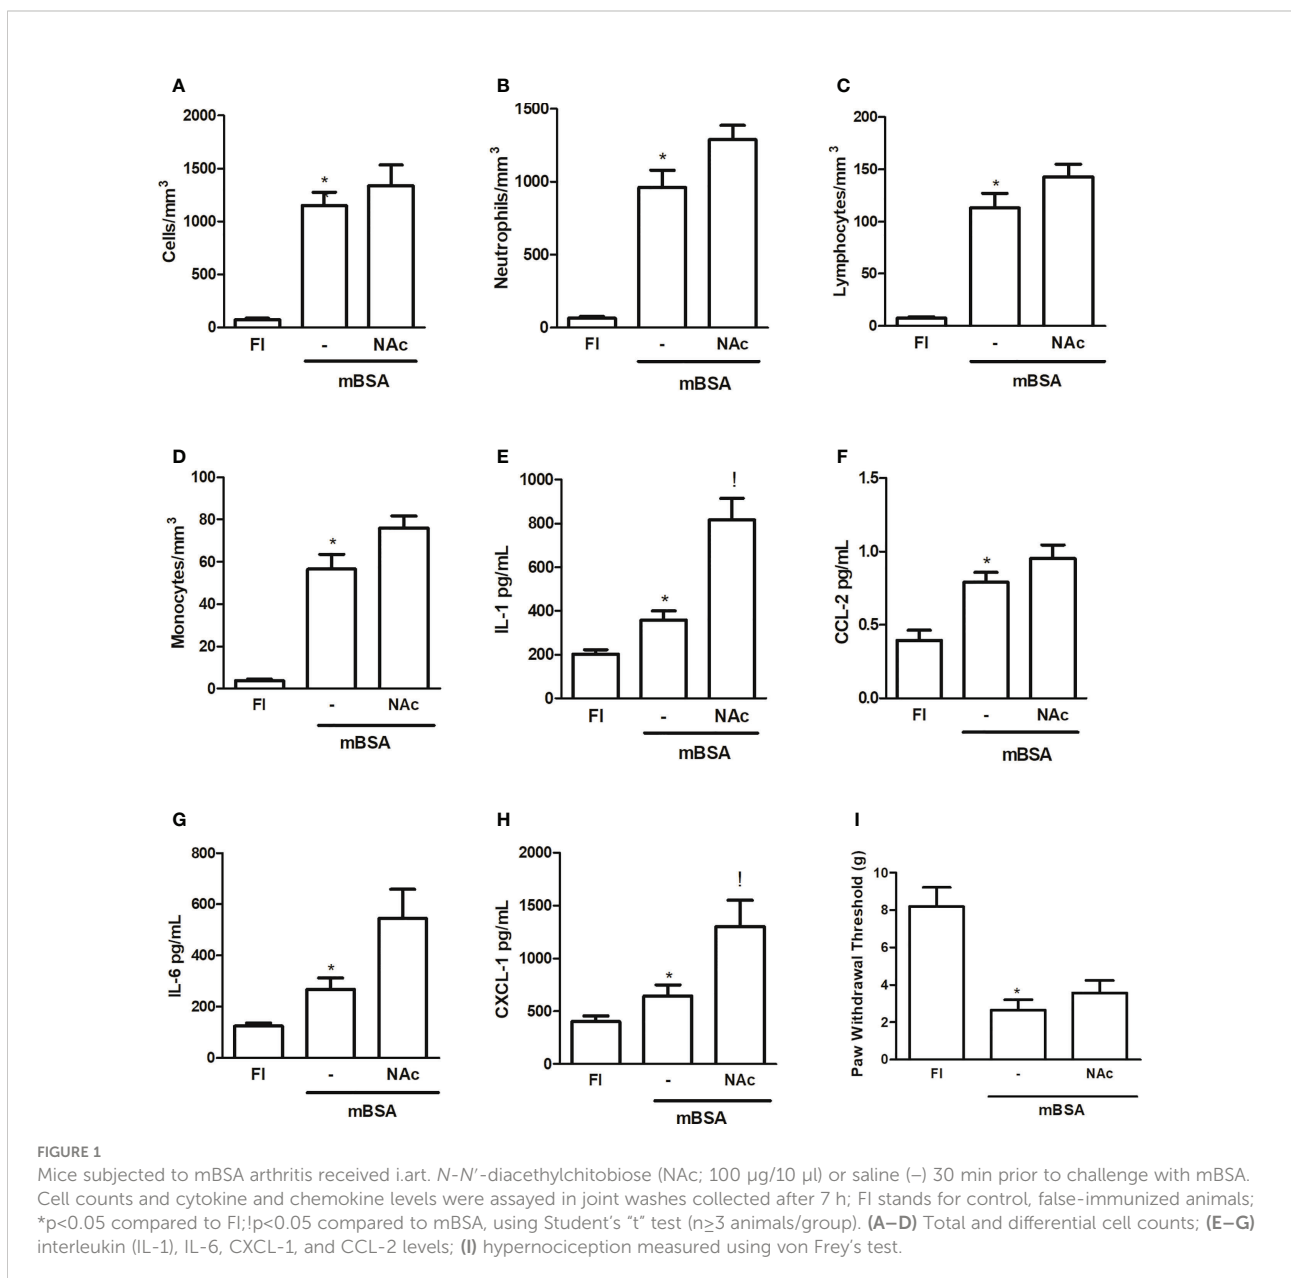 A
Cells/mm3
2000
1500
1000
500
0
*
FI - NAc
mBSA
B
Neutrophils/mm3
1500
1000
500
0
*
FI - NAc
mBSA
C
Lymphocytes/mm3
200
150
100
50
0
*
FI - NAc
mBSA
D
Monocytes/mm3
100
80
60
40
20
0
*
FI - NAc
mBSA
E
IL-1 pg/mL
1000
800
600
400
200
0
*
!
FI - NAc
mBSA
F
CCL-2 pg/mL
1.5
1.0
0.5
0.0
*
FI - NAc
mBSA
G
IL-6 pg/mL
800
600
400
200
0
*
FI - NAc
mBSA
H
CXCL-1 pg/mL
2000
1500
1000
500
0
*
!
FI - NAc
mBSA
I
Paw Withdrawal Threshold (g)
10
8
6
4
2
0
*
FI - NAc
mBSA
FIGURE 1
Mice subjected to mBSA arthritis received i.art. N-N′-diacethylchitobiose (NAc; 100 µg/10 µl) or saline (–) 30 min prior to challenge with mBSA.
Cell counts and cytokine and chemokine levels were assayed in joint washes collected after 7 h; FI stands for control, false-immunized animals;
*p<0.05 compared to FI;!p<0.05 compared to mBSA, using Student's "t" test (n≥3 animals/group). (A–D) Total and differential cell counts; (E–G)
interleukin (IL-1), IL-6, CXCL-1, and CCL-2 levels; (I) hypernociception measured using von Frey's test.